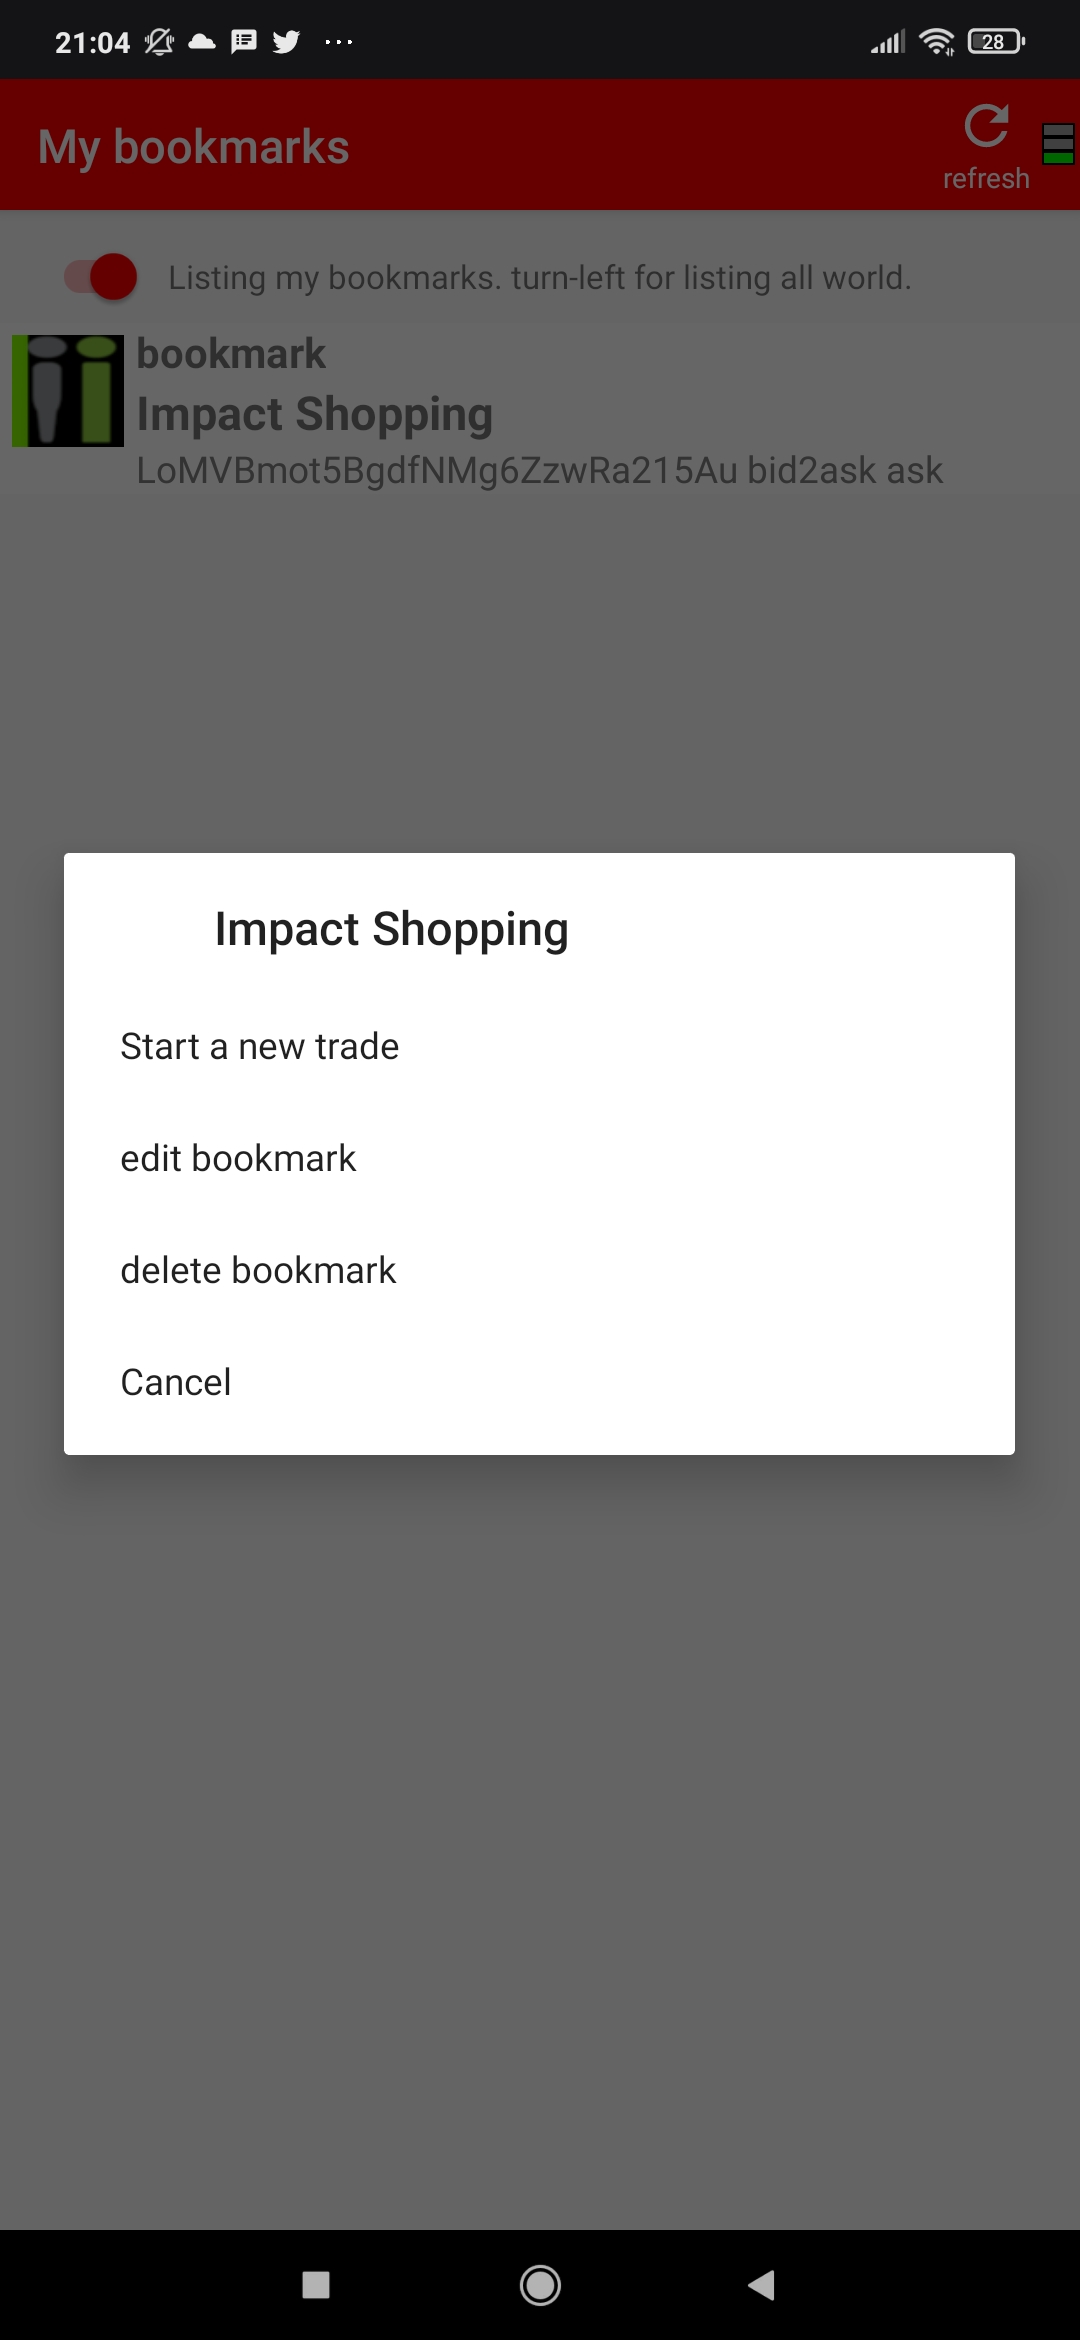 21:04
28
My bookmarks
refresh
Listing my bookmarks. turn-left for listing all world.
bookmark
Impact Shopping
LoMVBmot5BgdfNMg6ZzwRa215Au bid2ask ask
Impact Shopping
Start a new trade
edit bookmark
delete bookmark
Cancel